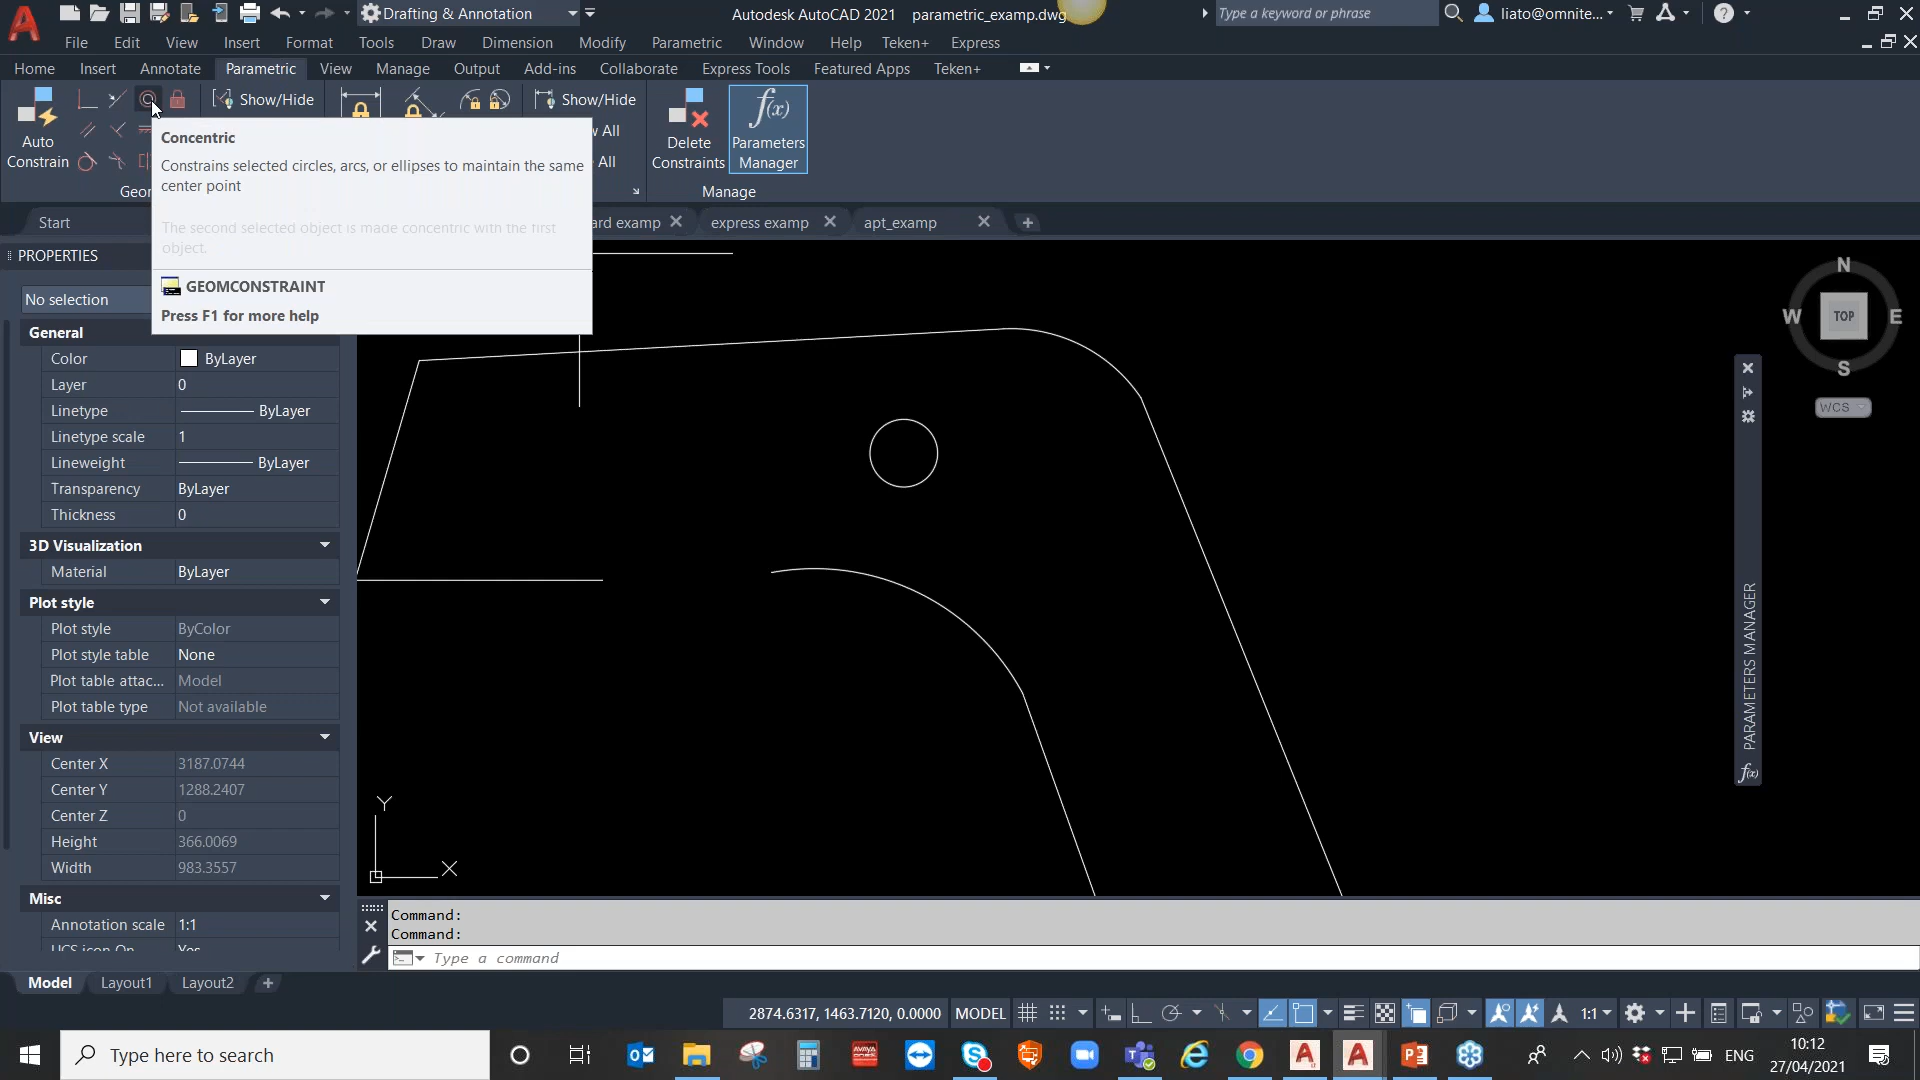 Drafting & Annotation
Autodesk AutoCAD 2021 parametric_examp.dwg
Type a keyword or phrase
liato@omnite...
File Edit View Insert Format Tools Draw Dimension Modify Parametric Window Help Teken+ Express
Home Insert Annotate Parametric View Manage Output Add-ins Collaborate Express Tools Featured Apps Teken+
Show/Hide
Show/Hide
Auto
Constrain
All
All
Delete
Constraints
f(x)
Parameters
Manager
Manage
Concentric
Constrains selected circles, arcs, or ellipses to maintain the same
center point
The second selected object is made concentric with the first
object.
GEOMCONSTRAINT
Press F1 for more help
Start
ard examp
express examp
apt_examp
PROPERTIES
No selection
General
Color ByLayer
Layer 0
Linetype ByLayer
Linetype scale 1
Lineweight ByLayer
Transparency ByLayer
Thickness 0
3D Visualization
Material ByLayer
Plot style
Plot style ByColor
Plot style table None
Plot table attac... Model
Plot table type Not available
View
Center X 3187.0744
Center Y 1288.2407
Center Z 0
Height 366.0069
Width 983.3557
Misc
Annotation scale 1:1
UCS icon On Yes
N
W TOP E
S
WCS
PARAMETERS MANAGER
f(x)
Y
X
Command:
Command:
Type a command
Model Layout1 Layout2
2874.6317, 1463.7120, 0.0000 MODEL
1:1
Type here to search
ENG
10:12
27/04/2021